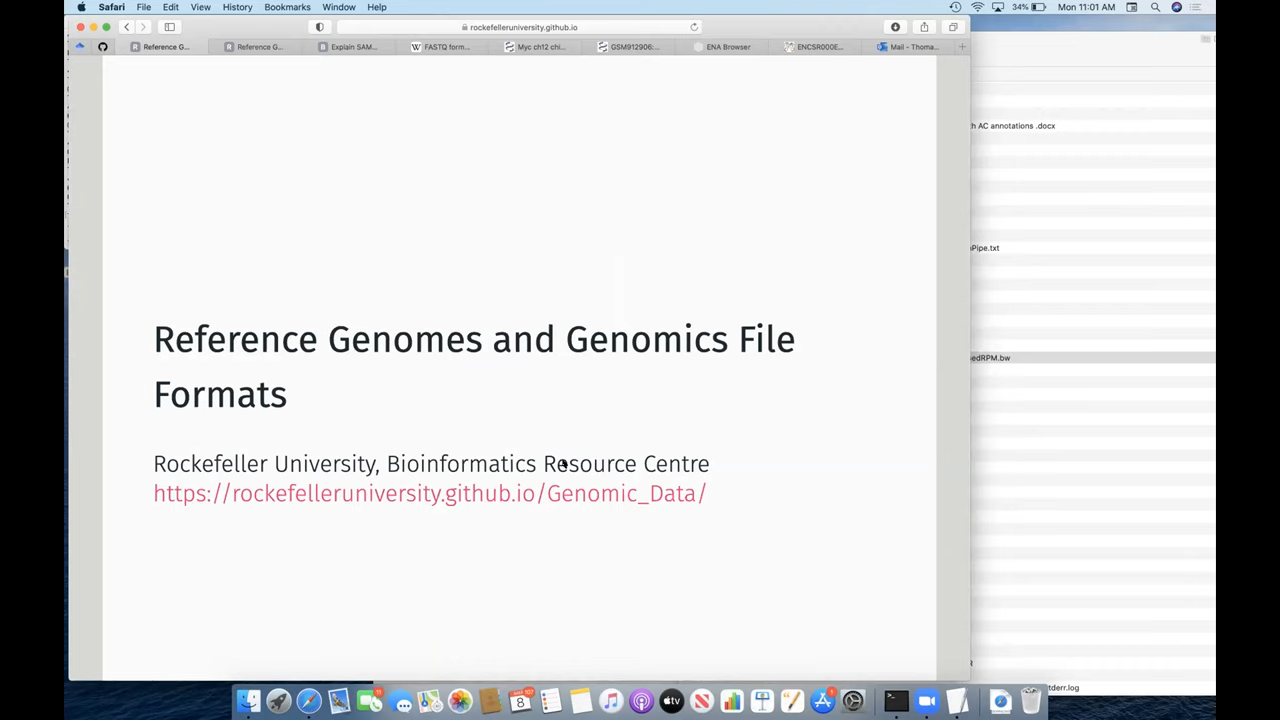 Safari File Edit View History Bookmarks Window Help 34% Mon 11:01 AM
rockefelleruniversity.github.io
Reference G... Reference G... Explain SAM... FASTQ form... Myc ch12 chi... GSM912906:... ENA Browser ENCSR000E... Mail - Thoma...
h AC annotations .docx
Pipe.txt
edRPM.bw
Reference Genomes and Genomics File
Formats
Rockefeller University, Bioinformatics Resource Centre
https://rockefelleruniversity.github.io/Genomic_Data/
tderr.log